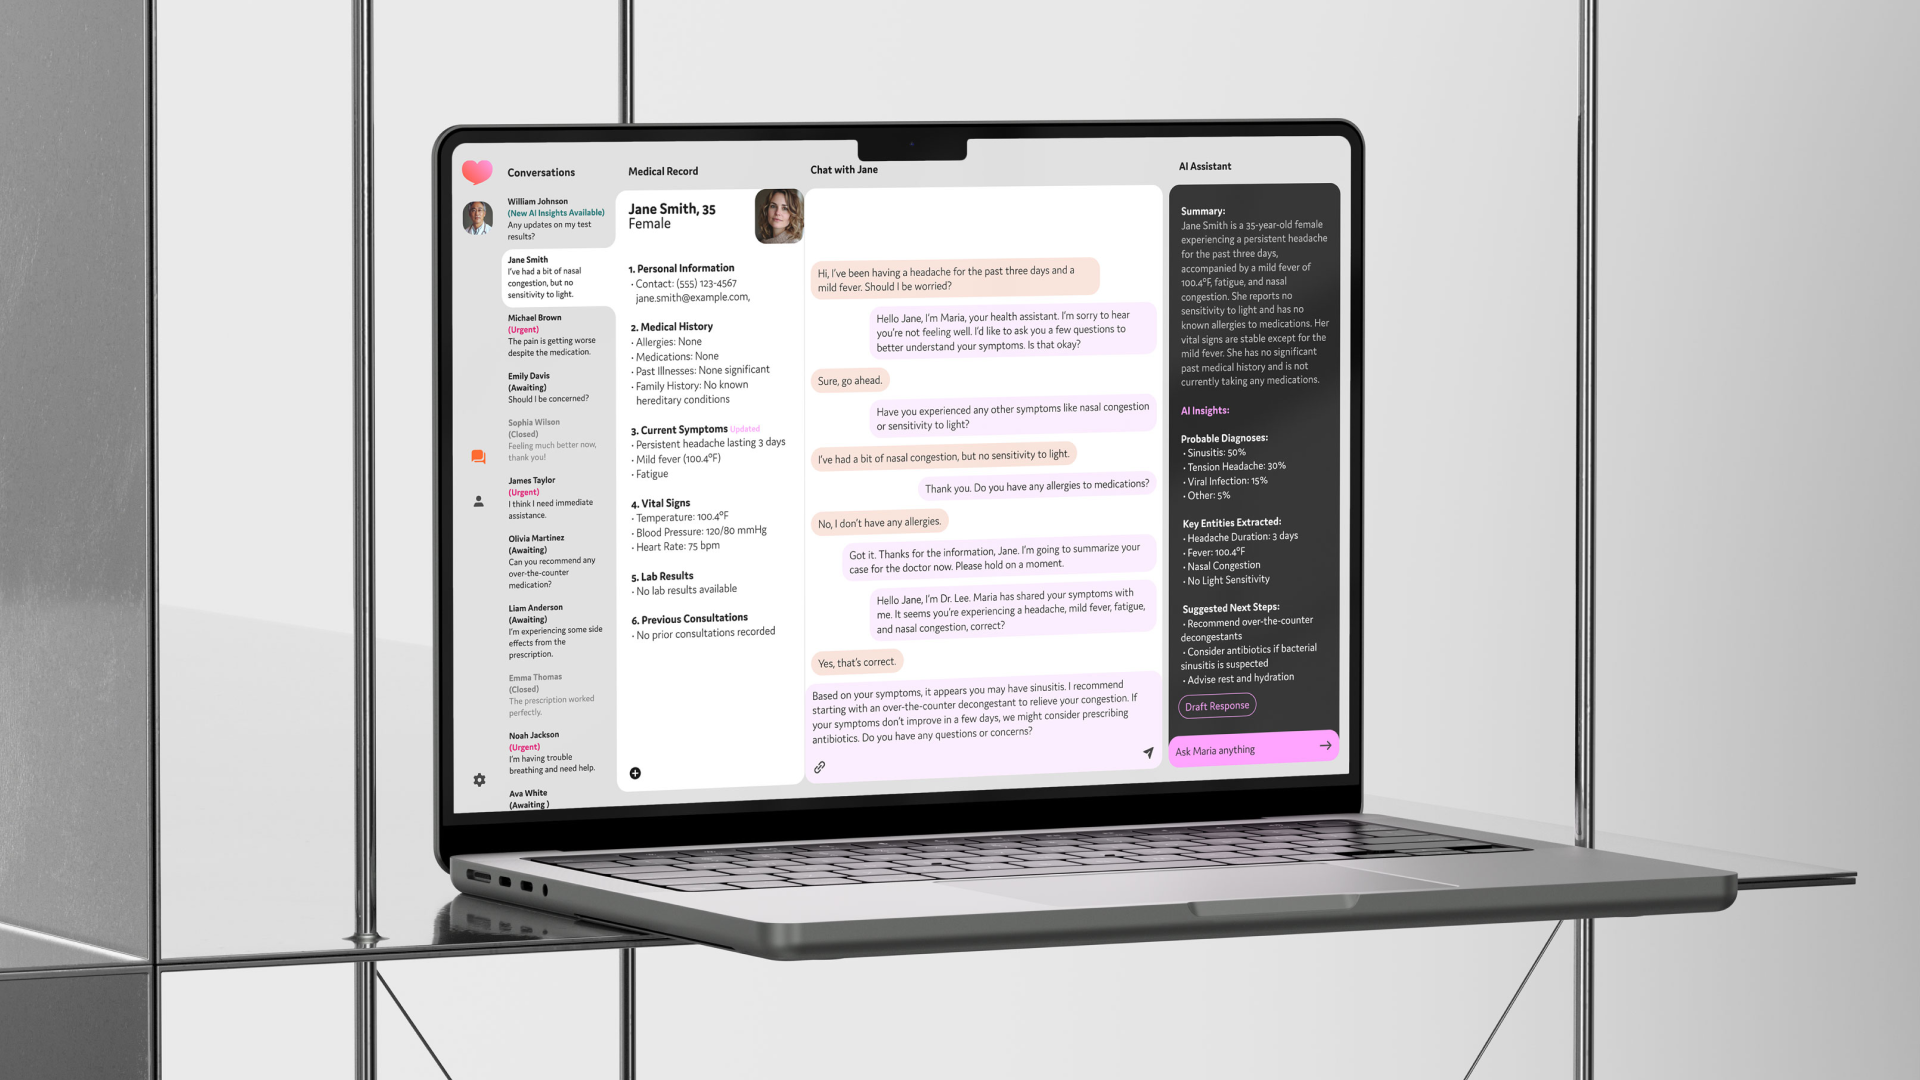 Conversations
William Johnson
(New AI Insights Available)
Any updates on my test
results?
Jane Smith
I've had a bit of nasal
congestion, but no
sensitivity to light.
Michael Brown
(Urgent)
The pain is getting worse
despite the medication.
Emily Davis
(Awaiting)
Should I be concerned?
Sophia Wilson
(Closed)
Feeling much better now,
thank you!
James Taylor
(Urgent)
I think I need immediate
assistance.
Olivia Martinez
(Awaiting)
Can you recommend any
over-the-counter
medication?
Liam Anderson
(Awaiting)
I'm experiencing some side
effects from the
prescription.
Emma Thomas
(Closed)
The prescription worked
perfectly.
Noah Jackson
(Urgent)
I'm having trouble
breathing and need help.
Ava White
(Awaiting )
Medical Record
Jane Smith, 35
Female
1. Personal Information
· Contact: (555) 123-4567
jane.smith@example.com,
2. Medical History
· Allergies: None
· Medications: None
· Past Illnesses: None significant
· Family History: No known
hereditary conditions
3. Current Symptoms Updated
· Persistent headache lasting 3 days
· Mild fever (100.4°F)
· Fatigue
4. Vital Signs
· Temperature: 100.4°F
· Blood Pressure: 120/80 mmHg
· Heart Rate: 75 bpm
5. Lab Results
· No lab results available
6. Previous Consultations
· No prior consultations recorded
Chat with Jane
Hi, I've been having a headache for the past three days and a
mild fever. Should I be worried?
Hello Jane, I'm Maria, your health assistant. I'm sorry to hear
you're not feeling well. I'd like to ask you a few questions to
better understand your symptoms. Is that okay?
Sure, go ahead.
Have you experienced any other symptoms like nasal congestion
or sensitivity to light?
I've had a bit of nasal congestion, but no sensitivity to light.
Thank you. Do you have any allergies to medications?
No, I don't have any allergies.
Got it. Thanks for the information, Jane. I'm going to summarize your
case for the doctor now. Please hold on a moment.
Hello Jane, I'm Dr. Lee. Maria has shared your symptoms with
me. It seems you're experiencing a headache, mild fever, fatigue,
and nasal congestion, correct?
Yes, that's correct.
Based on your symptoms, it appears you may have sinusitis. I recommend
starting with an over-the-counter decongestant to relieve your congestion. If
your symptoms don't improve in a few days, we might consider prescribing
antibiotics. Do you have any questions or concerns?
AI Assistant
Summary:
Jane Smith is a 35-year-old female
experiencing a persistent headache
for the past three days,
accompanied by a mild fever of
100.4°F, fatigue, and nasal
congestion. She reports no
sensitivity to light and has no
known allergies to medications. Her
vital signs are stable except for the
mild fever. She has no significant
past medical history and is not
currently taking any medications.
AI Insights:
Probable Diagnoses:
· Sinusitis: 50%
· Tension Headache: 30%
· Viral Infection: 15%
· Other: 5%
Key Entities Extracted:
· Headache Duration: 3 days
· Fever: 100.4°F
· Nasal Congestion
· No Light Sensitivity
Suggested Next Steps:
· Recommend over-the-counter
decongestants
· Consider antibiotics if bacterial
sinusitis is suspected
· Advise rest and hydration
Draft Response
Ask Maria anything